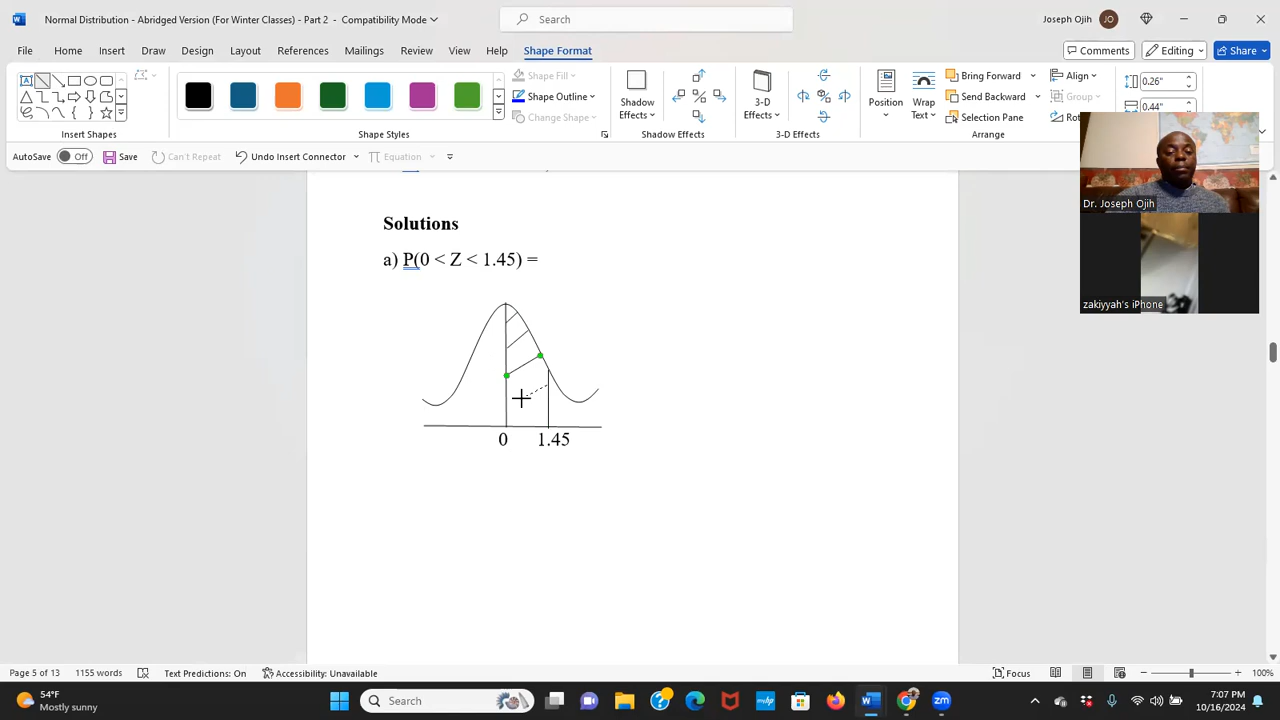 Normal Distribution - Abridged Version (For Winter Classes) - Part 2 - Compatibility Mode
Search
Joseph Ojih
JO
File Home Insert Draw Design Layout References Mailings Review View Help Shape Format
Comments
Editing
Share
Shape Fill
Shape Outline
Change Shape
Shadow Effects
3-D Effects
Position
Wrap Text
Bring Forward
Send Backward
Selection Pane
Align
Group
0.26"
0.44"
Insert Shapes
Shape Styles
Shadow Effects
3-D Effects
Arrange
AutoSave Off Save Can't Repeat Undo Insert Connector Equation
Dr. Joseph Ojih
zakiyyah's iPhone
Solutions
a) P(0 < Z < 1.45) =
0 1.45
Page 5 of 13 1155 words Text Predictions: On Accessibility: Unavailable Focus 100%
54°F
Mostly sunny
Search
7:07 PM
10/16/2024